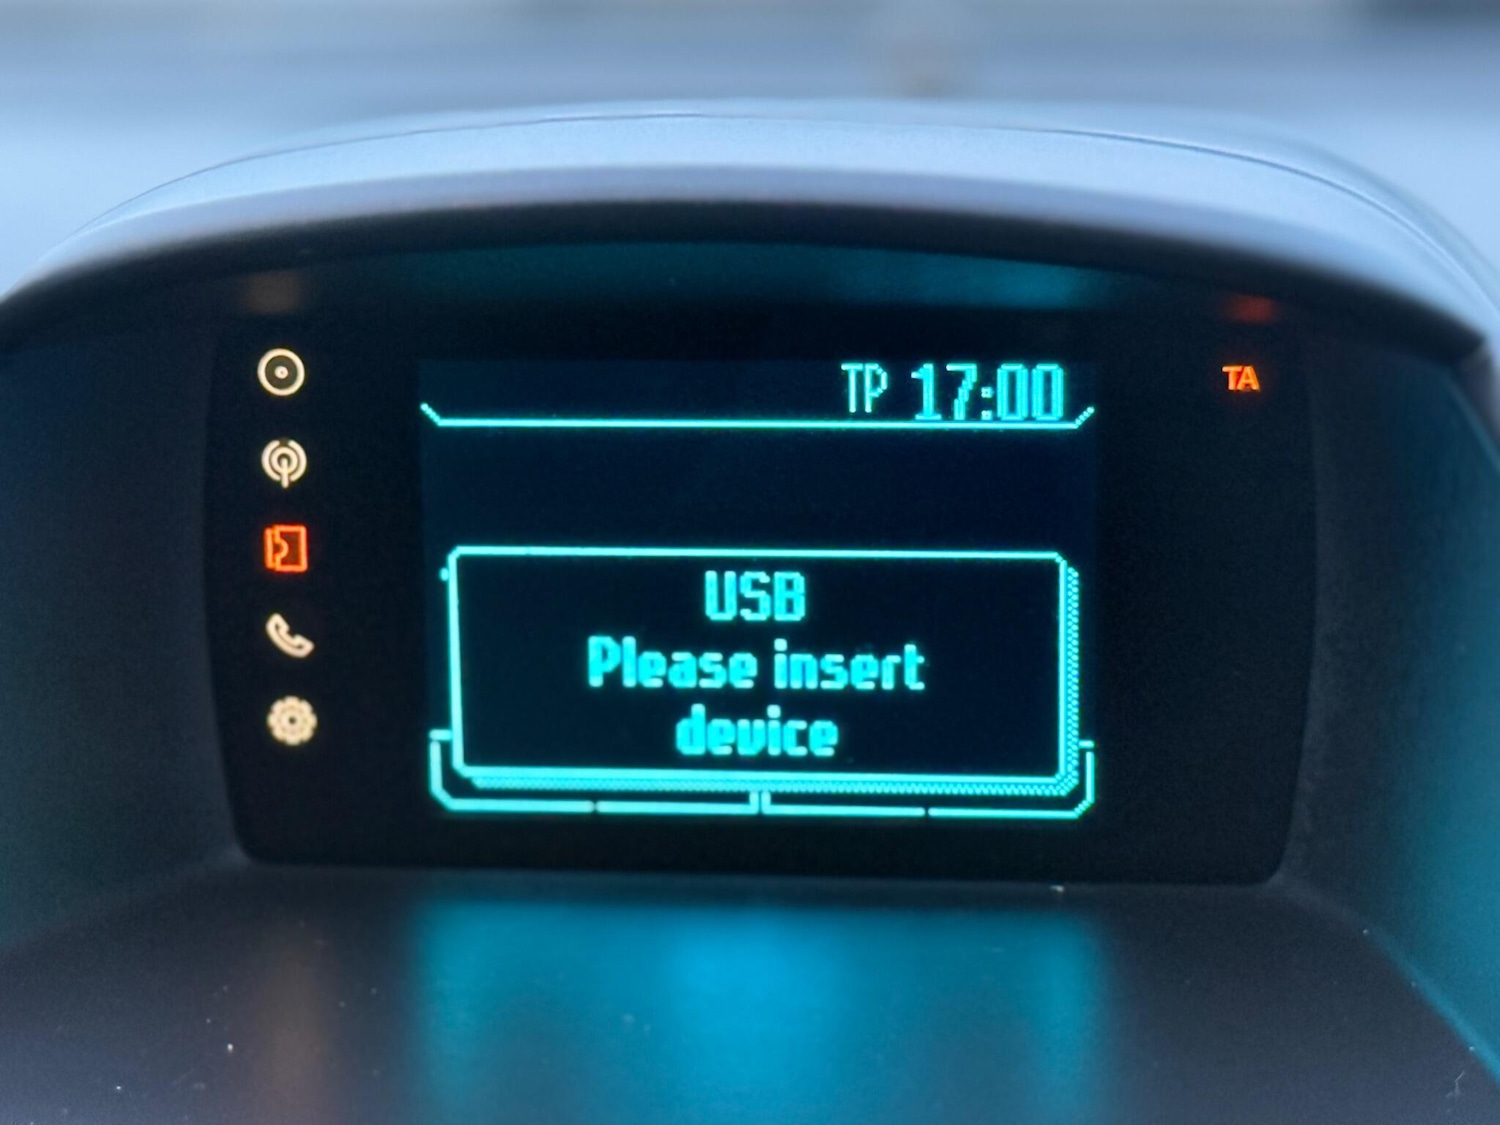 TP 17:00
TA
USB
Please insert
device